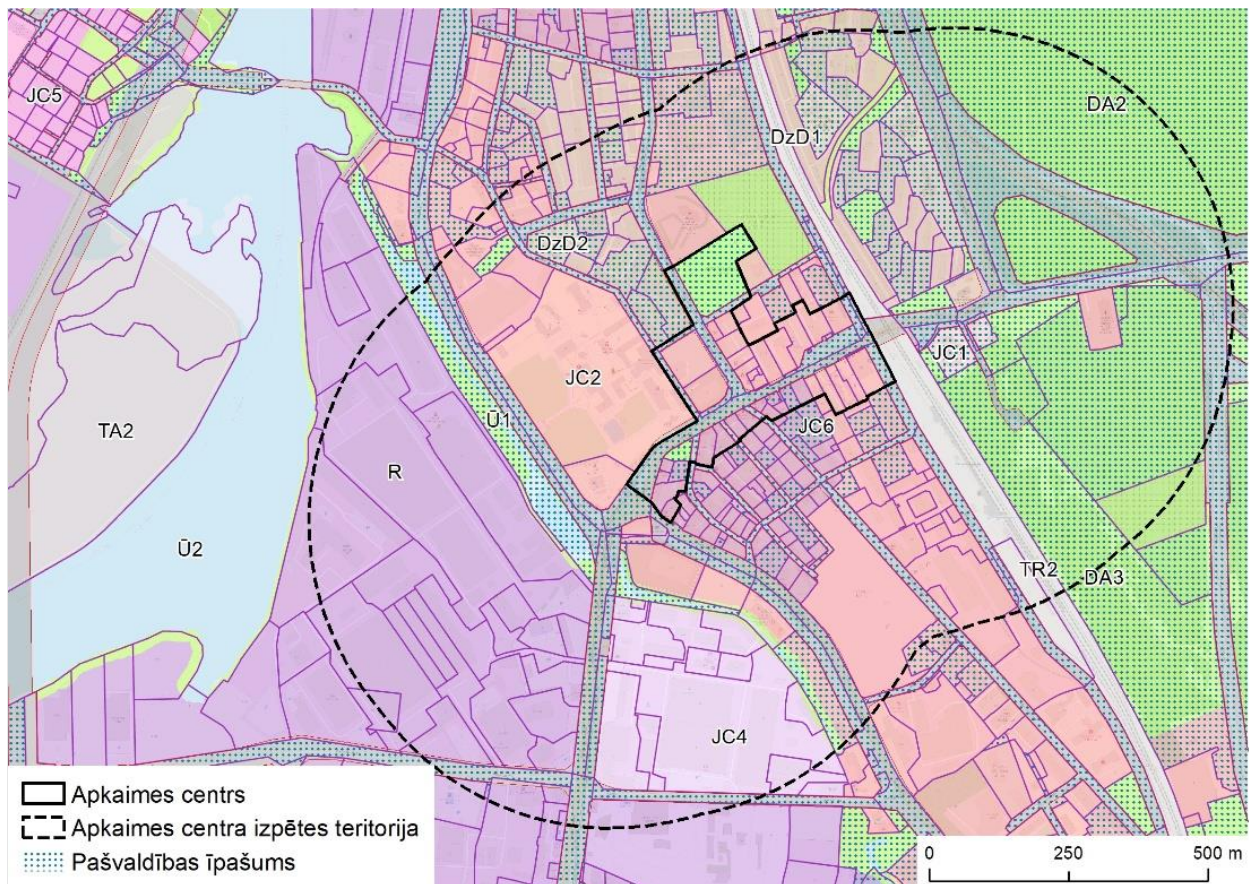 JC5
DA2
DzD1
DzD2
JC1
JC2
JC6
Ū1
TA2
R
Ū2
TR2
DA3
JC4
Apkaimes centrs
Apkaimes centra izpētes teritorija
Pašvaldības īpašums
0 250 500 m